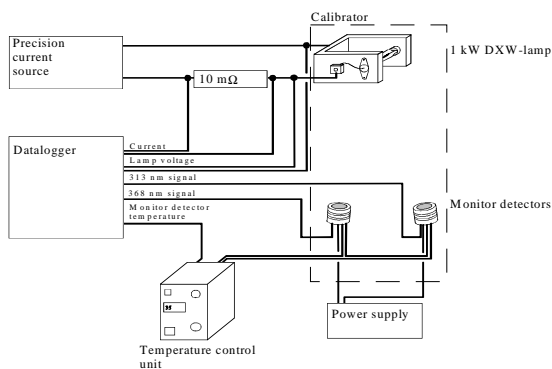 Calibrator
Precision
current
source
10 mΩ
1 kW DXW-lamp
Datalogger
Current
Lamp voltage
313 nm signal
368 nm signal
Monitor detector
temperature
Monitor detectors
Power supply
Temperature control
unit